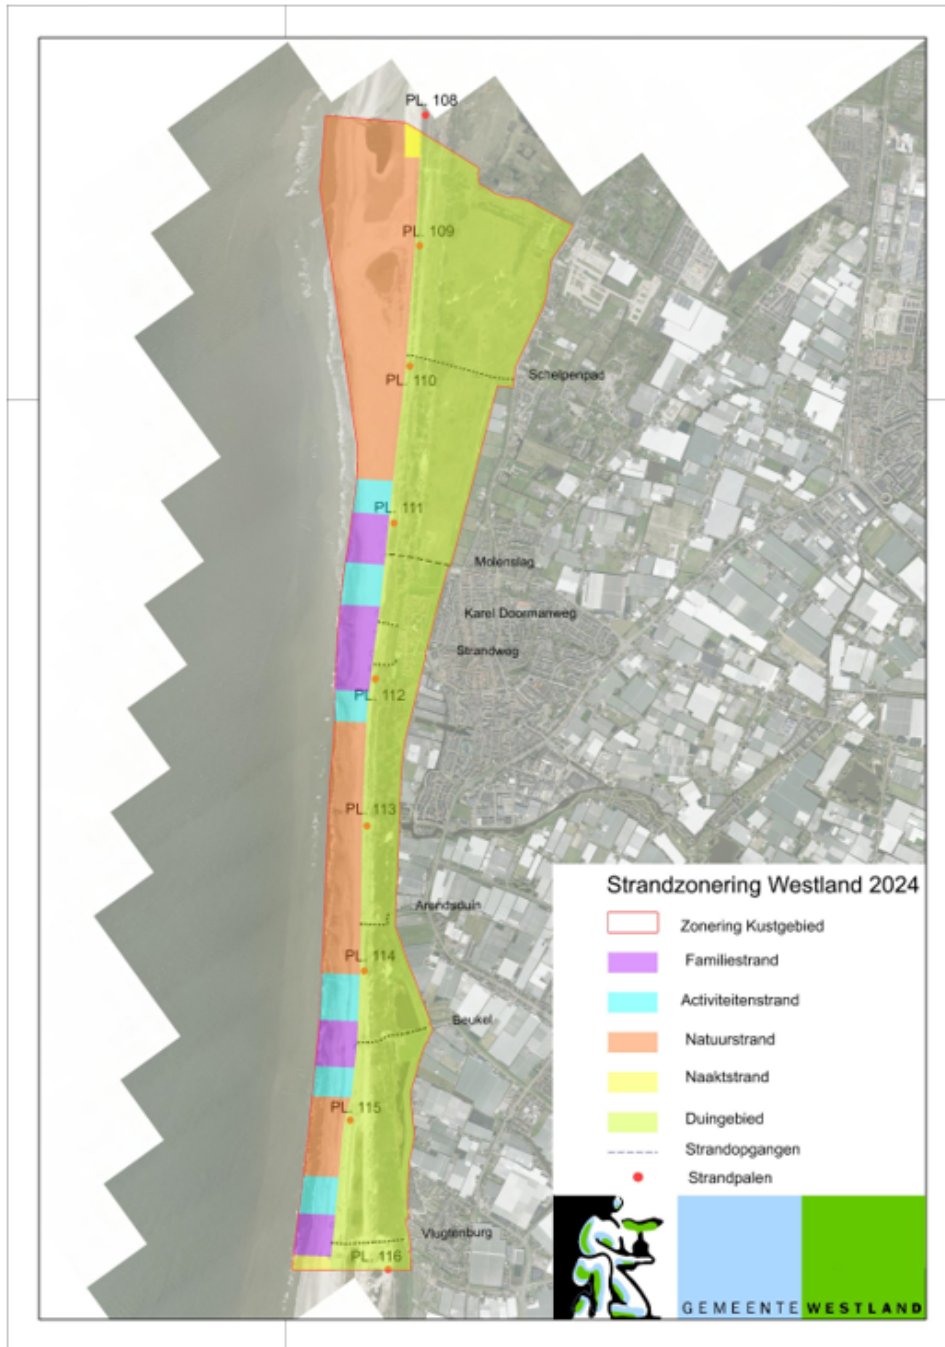 PL. 108
PL. 109
PL. 110
Schelpenpad
PL. 111
Molenslag
Karel Doormanweg
Strandweg
PL. 112
PL. 113
Arendsduin
PL. 114
Beukel
PL. 115
Vlugtenburg
PL. 116
Strandzonering Westland 2024
Zonering Kustgebied
Familiestrand
Activiteitenstrand
Natuurstrand
Naaktstrand
Duingebied
Strandopgangen
Strandpalen
GEMEENTE WESTLAND